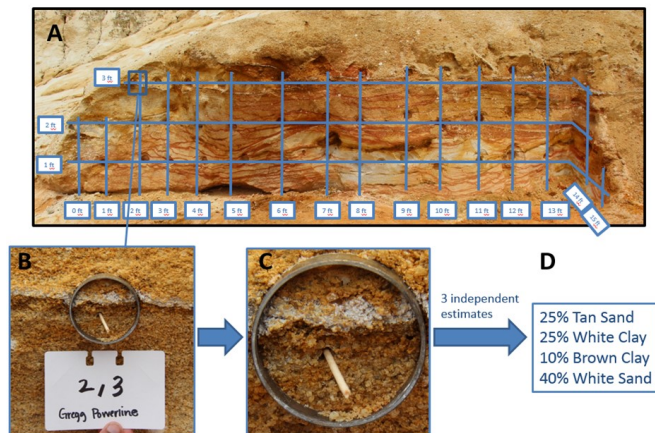 A
3 ft
2 ft
1 ft
0 ft
1 ft
2 ft
3 ft
4 ft
5 ft
6 ft
7 ft
8 ft
9 ft
10 ft
11 ft
12 ft
13 ft
14 ft
15 ft
B
2,3
Gregg Powerline
C
3 independent
estimates
D
25% Tan Sand
25% White Clay
10% Brown Clay
40% White Sand